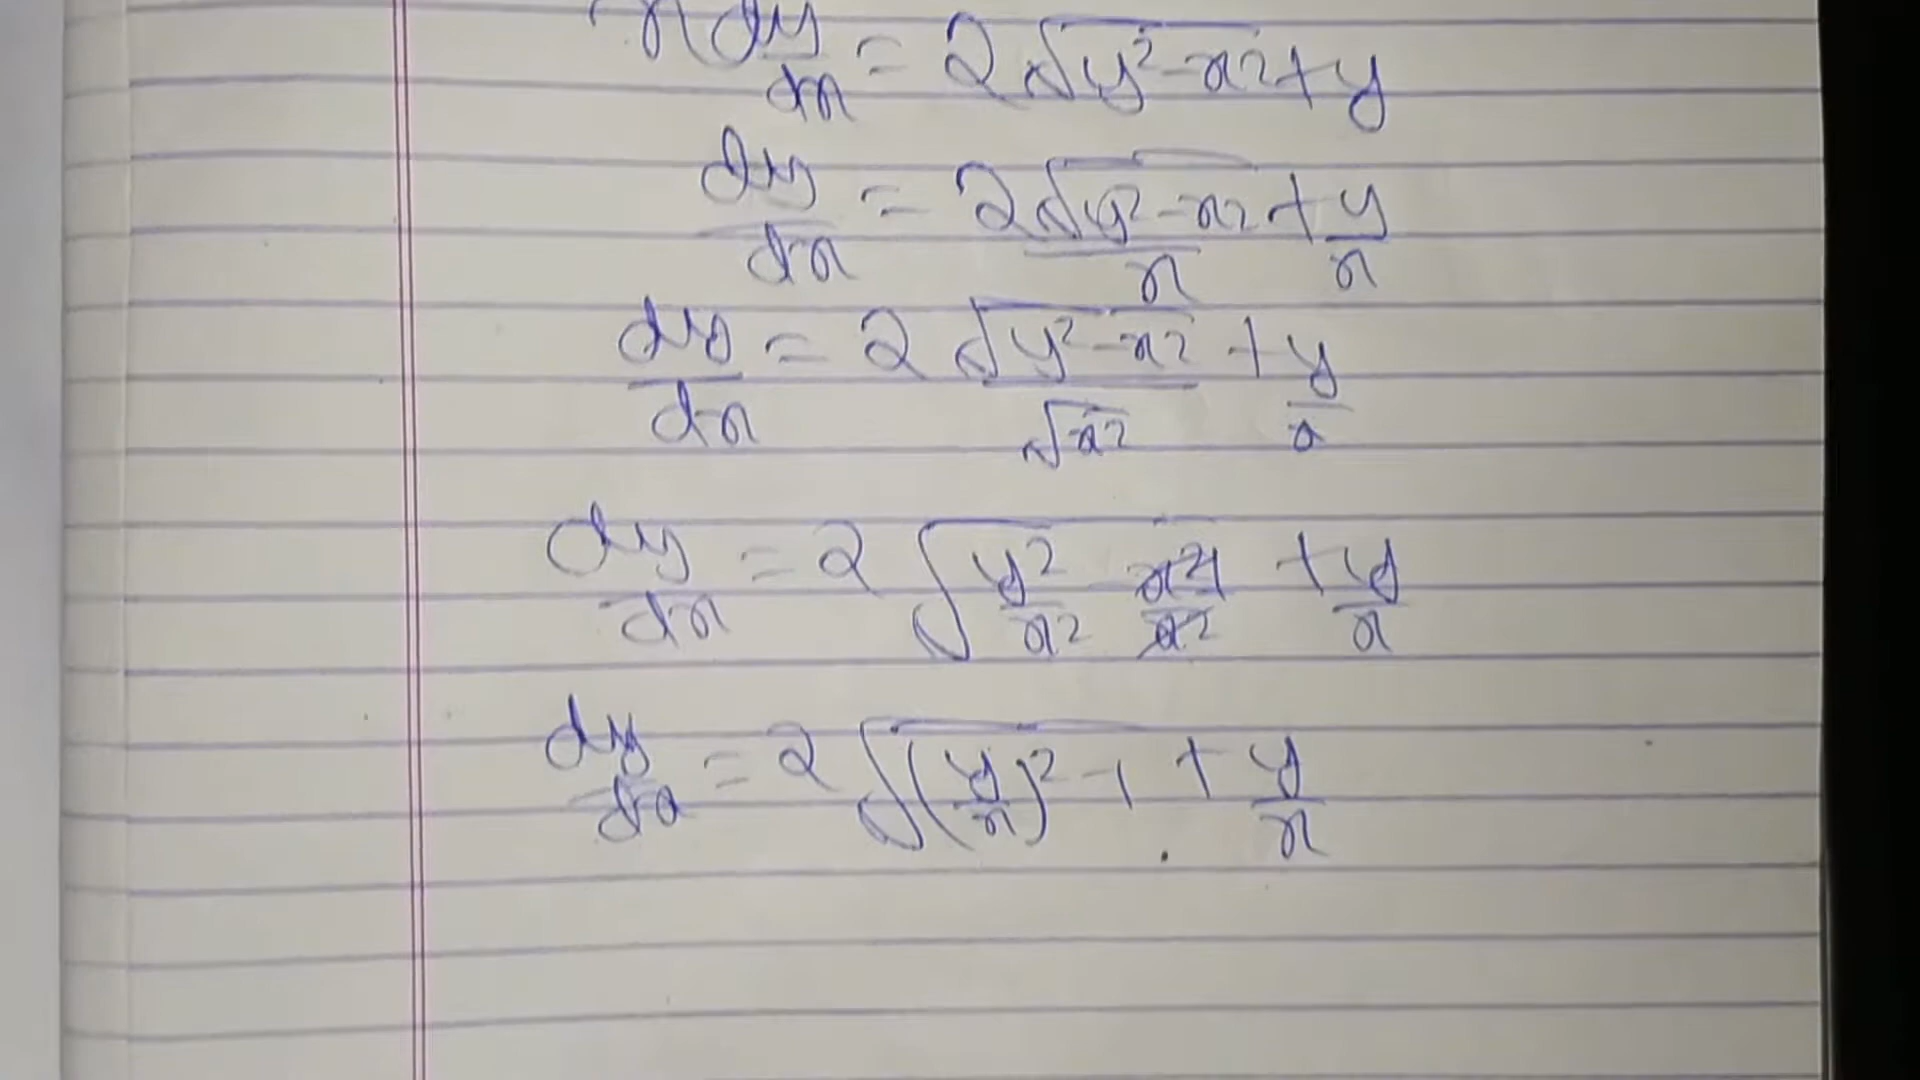 x dy/dx = 2√(y²-x²) + y
dy/dx = 2√(y²-x²)/x + y/x
dy/dx = 2 √(y²-x²)/√x² + y/x
dy/dx = 2 √(y²/x² - x²1/x²) + y/x
dy/dx = 2 √((y/x)² - 1) + y/x